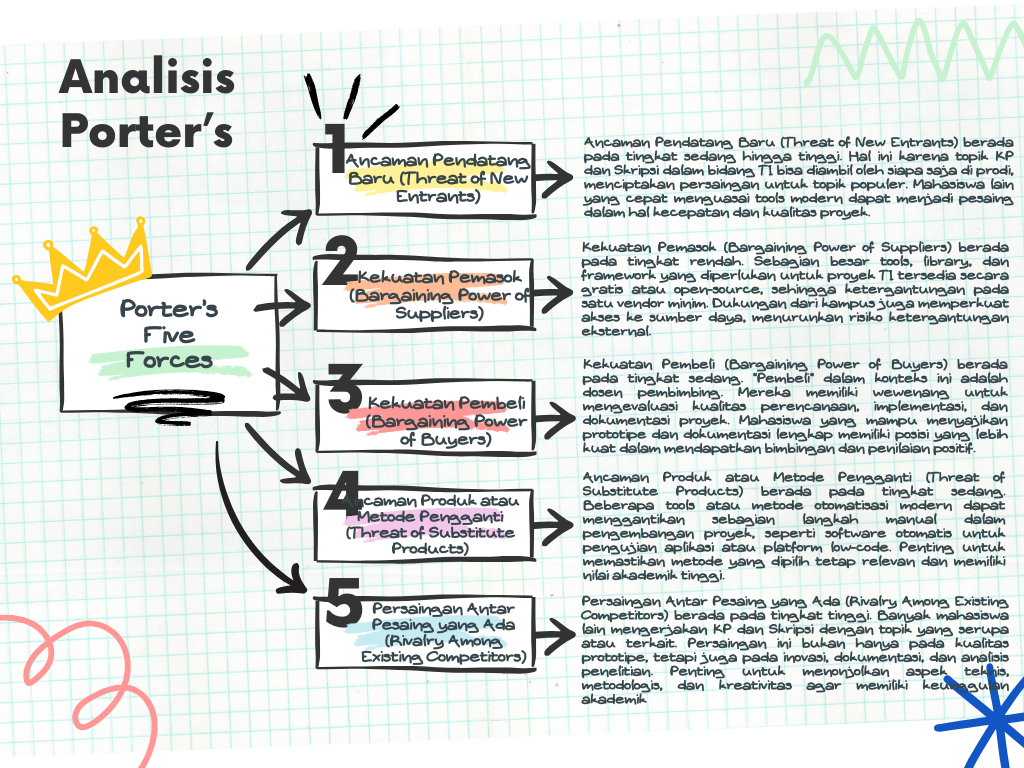 Analisis
Porter's
Porter's
Five
Forces
1
Ancaman Pendatang
Baru (Threat of New
Entrants)
Ancaman Pendatang Baru (Threat of New Entrants) berada
pada tingkat sedang hingga tinggi. Hal ini karena topik KP
dan Skripsi dalam bidang TI bisa diambil oleh siapa saja di prodi,
menciptakan persaingan untuk topik populer. Mahasiswa lain
yang cepat menguasai tools modern dapat menjadi pesaing
dalam hal kecepatan dan kualitas proyek.
2
Kekuatan Pemasok
(Bargaining Power of
Suppliers)
Kekuatan Pemasok (Bargaining Power of Suppliers) berada
pada tingkat rendah. Sebagian besar tools, library, dan
framework yang diperlukan untuk proyek TI tersedia secara
gratis atau open-source, sehingga ketergantungan pada
satu vendor minim. Dukungan dari kampus juga memperkuat
akses ke sumber daya, menurunkan risiko ketergantungan
eksternal.
3
Kekuatan Pembeli
(Bargaining Power
of Buyers)
Kekuatan Pembeli (Bargaining Power of Buyers) berada
pada tingkat sedang. "Pembeli" dalam konteks ini adalah
dosen pembimbing. Mereka memiliki wewenang untuk
mengevaluasi kualitas perencanaan, implementasi, dan
dokumentasi proyek. Mahasiswa yang mampu menyajikan
prototipe dan dokumentasi lengkap memiliki posisi yang lebih
kuat dalam mendapatkan bimbingan dan penilaian positif.
4
Ancaman Produk atau
Metode Pengganti
(Threat of Substitute
Products)
Ancaman Produk atau Metode Pengganti (Threat of
Substitute Products) berada pada tingkat sedang.
Beberapa tools atau metode otomatisasi modern dapat
menggantikan sebagian langkah manual dalam
pengembangan proyek, seperti software otomatis untuk
pengujian aplikasi atau platform low-code. Penting untuk
memastikan metode yang dipilih tetap relevan dan memiliki
nilai akademik tinggi.
5
Persaingan Antar
Pesaing yang Ada
(Rivalry Among
Existing Competitors)
Persaingan Antar Pesaing yang Ada (Rivalry Among Existing
Competitors) berada pada tingkat tinggi. Banyak mahasiswa
lain mengerjakan KP dan Skripsi dengan topik yang serupa
atau terkait. Persaingan ini bukan hanya pada kualitas
prototipe, tetapi juga pada inovasi, dokumentasi, dan analisis
penelitian. Penting untuk menonjolkan aspek teknis,
metodologis, dan kreativitas agar memiliki keunggulan
akademik